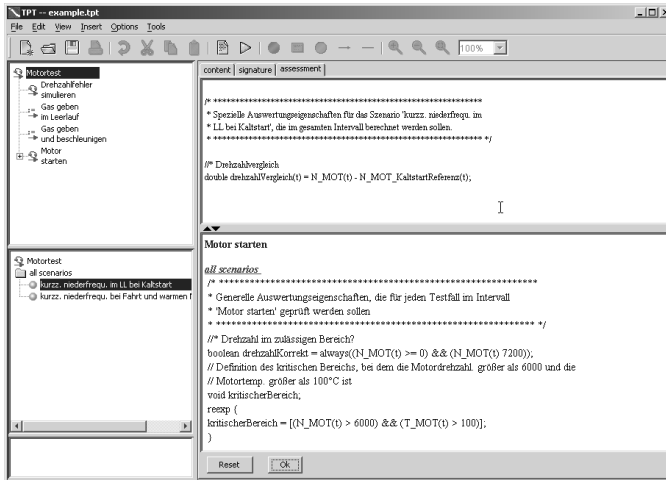 TPT -- example.tpt
File Edit View Insert Options Tools
100%
Motortest
Drehzahlfehler
simulieren
Gas geben
im Leerlauf
Gas geben
und beschleunigen
Motor
starten
content signature assessment
/* ****************************************************************
* Spezielle Auswertungseigenschaften für das Szenario 'kurzz. niederfrequ. im
* LL bei Kaltstart', die im gesamten Intervall berechnet werden sollen.
* **************************************************************** */
//* Drehzahlvergleich
double drehzahlVergleich(t) = N_MOT(t) - N_MOT_KaltstartReferenz(t);
Motortest
all scenarios
kurzz. niederfrequ. im LL bei Kaltstart
kurzz. niederfrequ. bei Fahrt und warmen
Motor starten
all scenarios
/* ****************************************************************
* Generelle Auswertungseigenschaften, die für jeden Testfall im Intervall
* 'Motor starten' geprüft werden sollen
* **************************************************************** */
//* Drehzahl im zulässigen Bereich?
boolean drehzahlKorrekt = always((N_MOT(t) >= 0) && (N_MOT(t) 7200));
// Definition des kritischen Bereichs, bei dem die Motordrehzahl. größer als 6000 und die
// Motortemp. größer als 100°C ist
void kritischerBereich;
reexp {
kritischerBereich = [(N_MOT(t) > 6000) && (T_MOT(t) > 100)];
}
Reset Ok